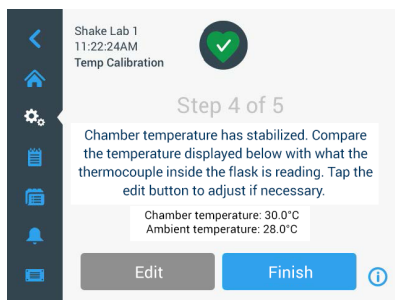 Shake Lab 1
11:22:24AM
Temp Calibration
Step 4 of 5
Chamber temperature has stabilized. Compare
the temperature displayed below with what the
thermocouple inside the flask is reading. Tap the
edit button to adjust if necessary.
Chamber temperature: 30.0°C
Ambient temperature: 28.0°C
Edit
Finish